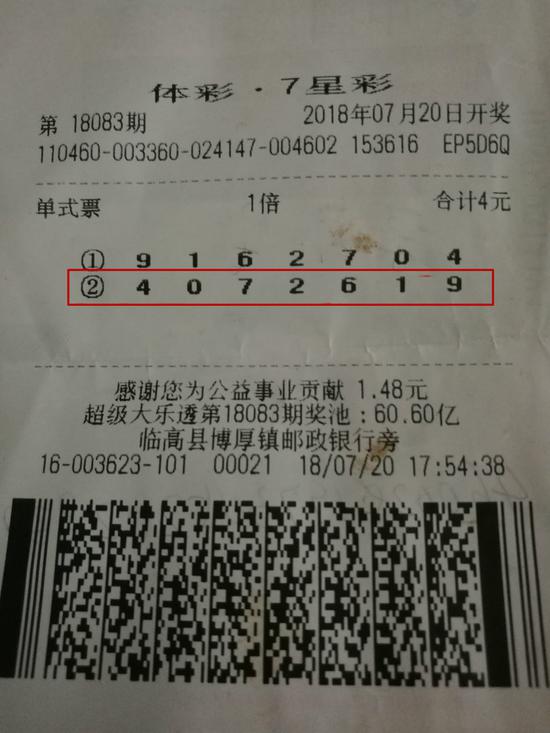 体彩·7星彩
第 18083期 2018年07月20日开奖
110460-003360-024147-004602 153616 EP5D6Q
单式票 1倍 合计4元
① 9 1 6 2 7 0 4
② 4 0 7 2 6 1 9
感谢您为公益事业贡献 1.48元
超级大乐透第18083期奖池：60.60亿
临高县博厚镇邮政银行旁
16-003623-101 00021 18/07/20 17:54:38